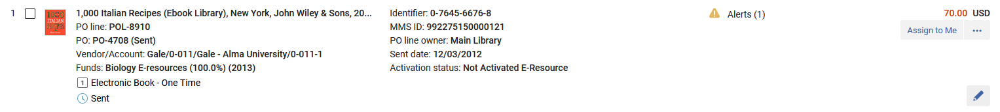 1
1000
ITALIAN
1,000 Italian Recipes (Ebook Library), New York, John Wiley & Sons, 20...
PO line: POL-8910
PO: PO-4708 (Sent)
Vendor/Account: Gale/0-011/Gale - Alma University/0-011-1
Funds: Biology E-resources (100.0%) (2013)
1 Electronic Book - One Time
Sent
Identifier: 0-7645-6676-8
MMS ID: 992275150000121
PO line owner: Main Library
Sent date: 12/03/2012
Activation status: Not Activated E-Resource
Alerts (1)
70.00 USD
Assign to Me